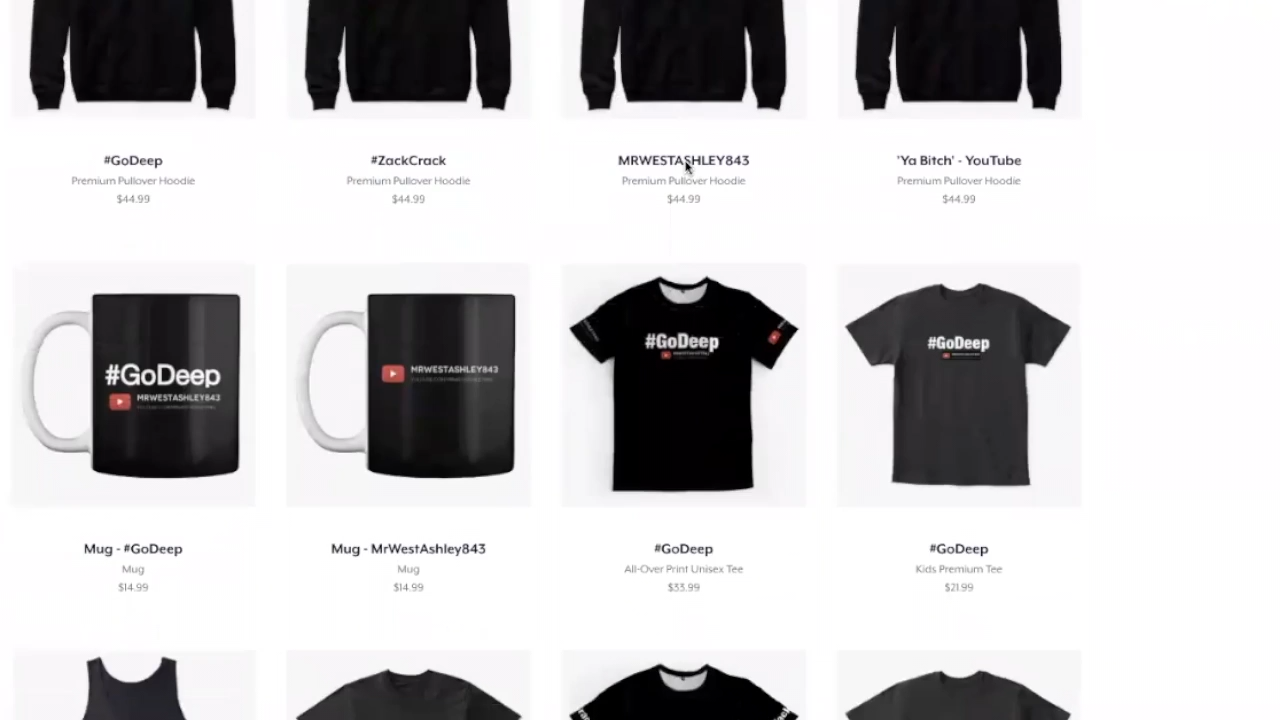 #GoDeep
Premium Pullover Hoodie
$44.99
#ZackCrack
Premium Pullover Hoodie
$44.99
MRWESTASHLEY843
Premium Pullover Hoodie
$44.99
'Ya Bitch' - YouTube
Premium Pullover Hoodie
$44.99
#GoDeep
MRWESTASHLEY843
MRWESTASHLEY843
#GoDeep
#GoDeep
Mug - #GoDeep
Mug
$14.99
Mug - MrWestAshley843
Mug
$14.99
#GoDeep
All-Over Print Unisex Tee
$33.99
#GoDeep
Kids Premium Tee
$21.99